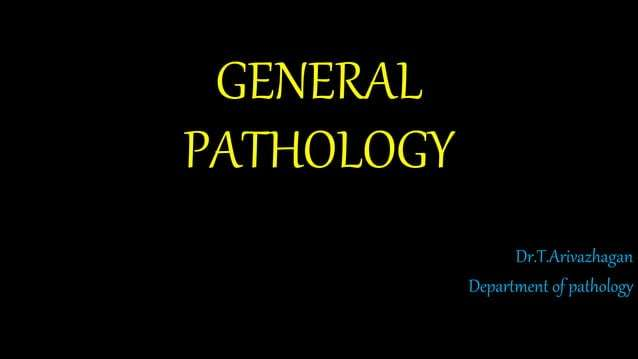 GENERAL
PATHOLOGY
Dr.T.Arivazhagan
Department of pathology